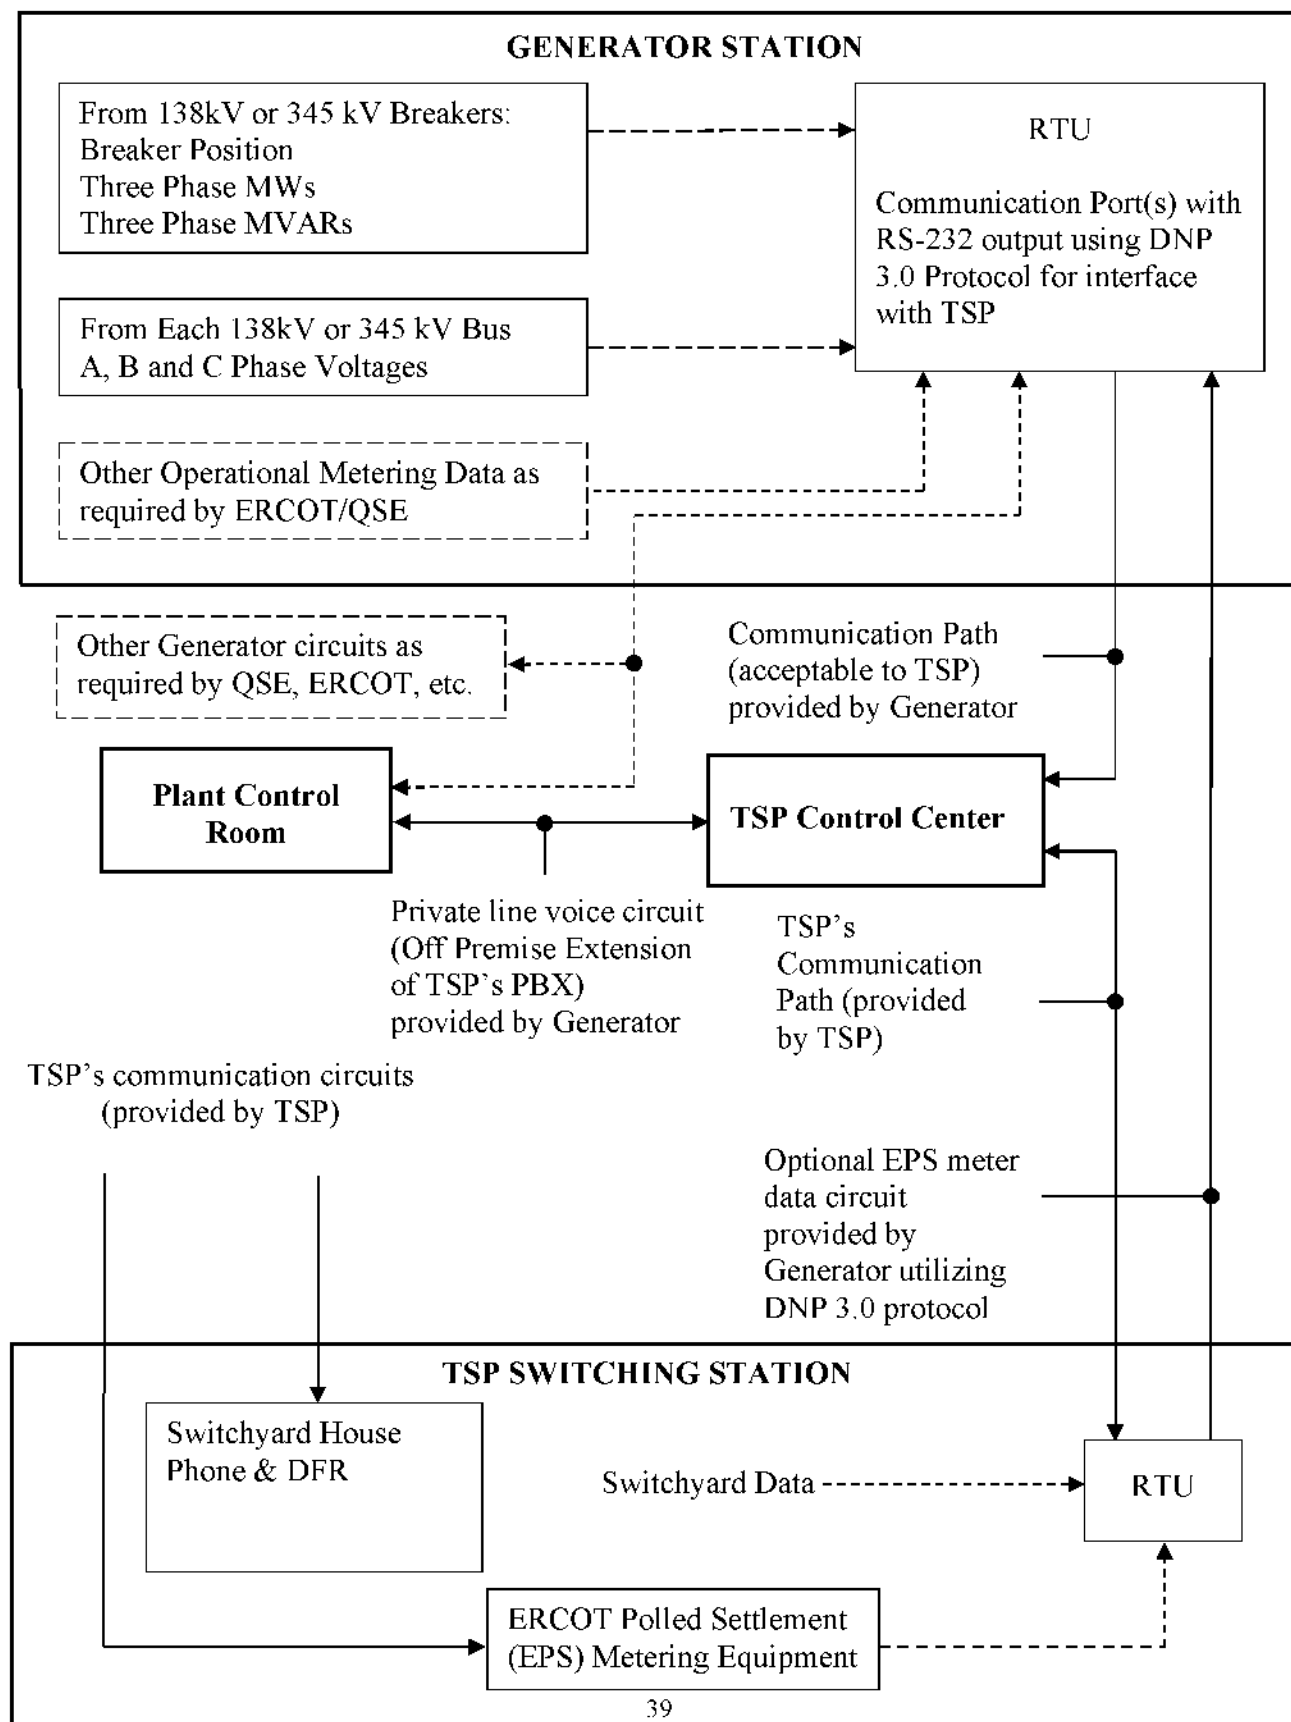 GENERATOR STATION
From 138kV or 345 kV Breakers:
Breaker Position
Three Phase MWs
Three Phase MVARs
RTU
Communication Port(s) with
RS-232 output using DNP
3.0 Protocol for interface
with TSP
From Each 138kV or 345 kV Bus
A, B and C Phase Voltages
Other Operational Metering Data as
required by ERCOT/QSE
Other Generator circuits as
required by QSE, ERCOT, etc.
Communication Path
(acceptable to TSP)
provided by Generator
Plant Control
Room
TSP Control Center
Private line voice circuit
(Off Premise Extension
of TSP's PBX)
provided by Generator
TSP's
Communication
Path (provided
by TSP)
TSP's communication circuits
(provided by TSP)
Optional EPS meter
data circuit
provided by
Generator utilizing
DNP 3.0 protocol
TSP SWITCHING STATION
Switchyard House
Phone & DFR
Switchyard Data
RTU
ERCOT Polled Settlement
(EPS) Metering Equipment
39